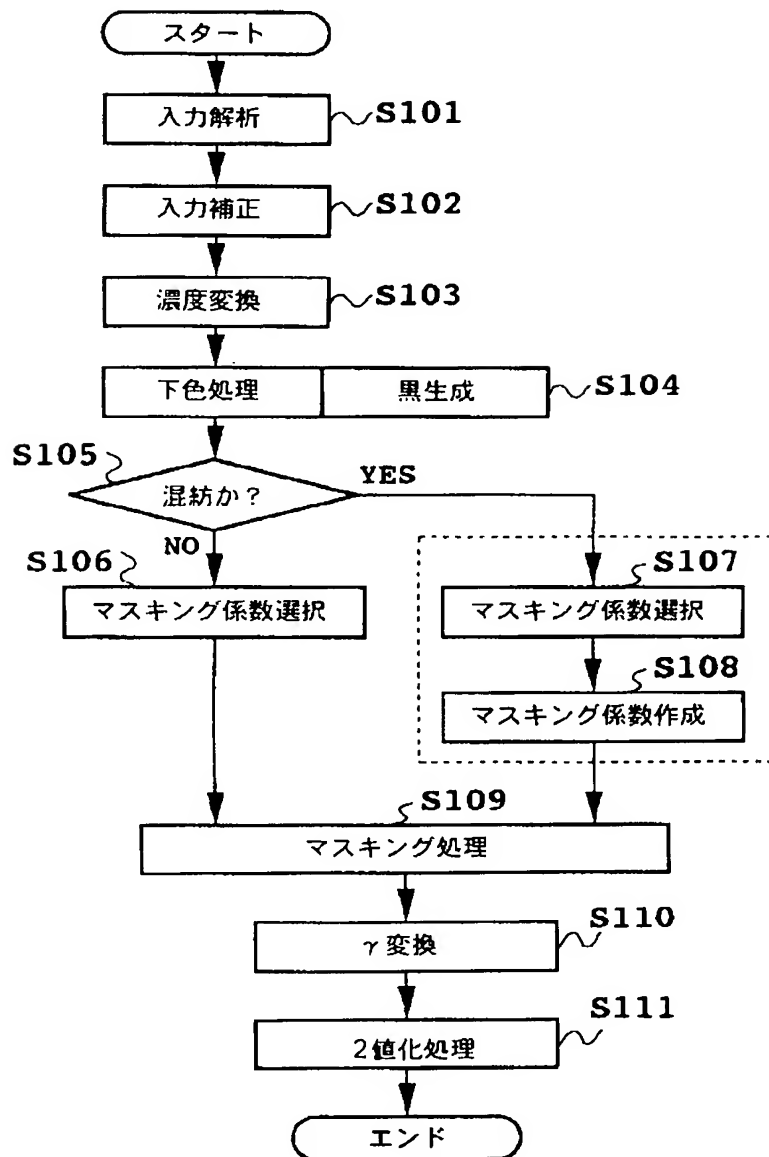 スタート
入力解析
S101
入力補正
S102
濃度変換
S103
下色処理
黒生成
S104
S105
混紡か?
YES
NO
S106
マスキング係数選択
S107
マスキング係数選択
S108
マスキング係数作成
S109
マスキング処理
γ変換
S110
2値化処理
S111
エンド